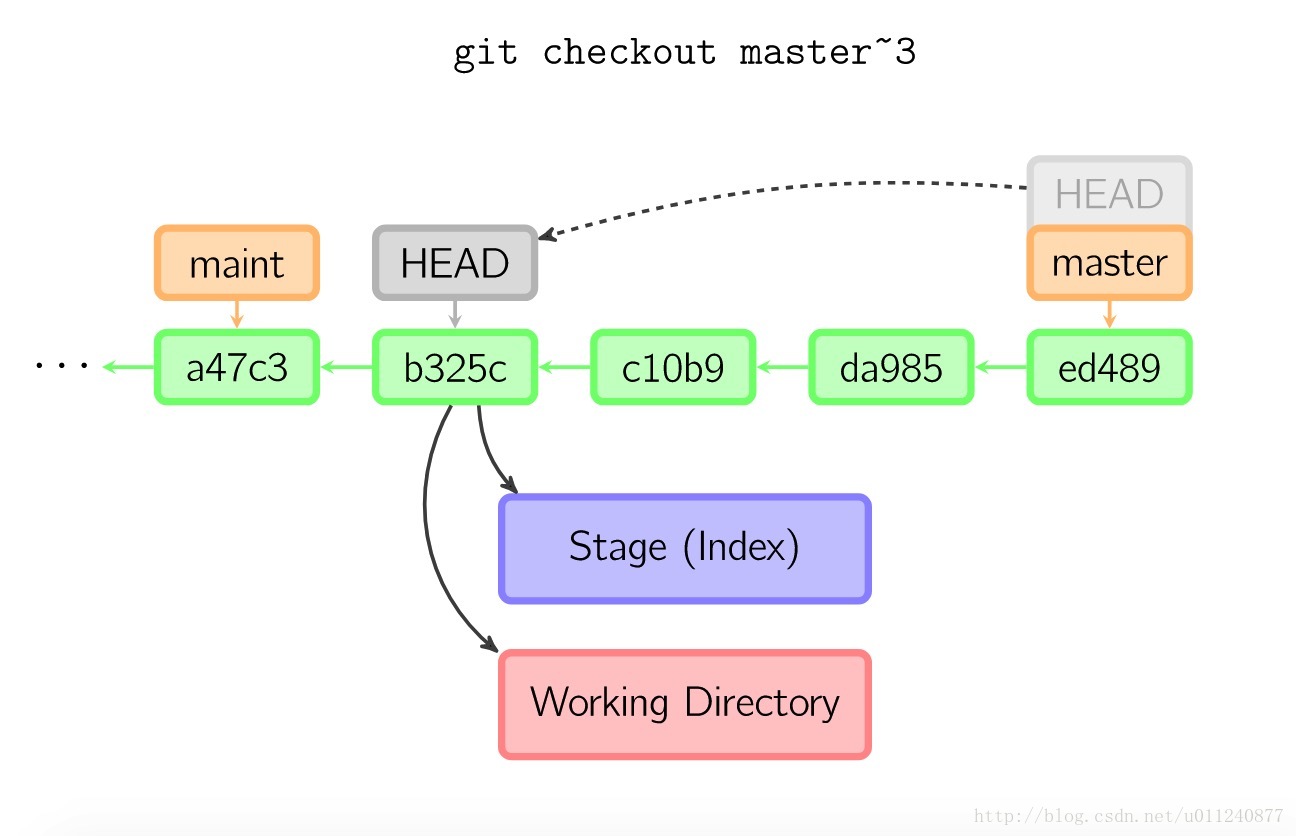 git checkout master~3
HEAD
maint
HEAD
master
...
a47c3
b325c
c10b9
da985
ed489
Stage (Index)
Working Directory
http://blog.csdn.net/u011240877